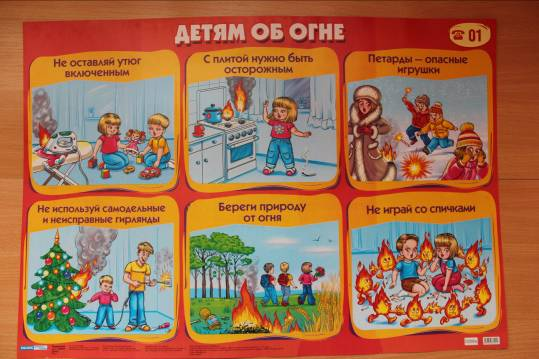 ДЕТЯМ ОБ ОГНЕ
01
Не оставляй утюг
включенным
С плитой нужно быть
осторожным
Петарды — опасные
игрушки
Не используй самодельные
и неисправные гирлянды
Береги природу
от огня
Не играй со спичками